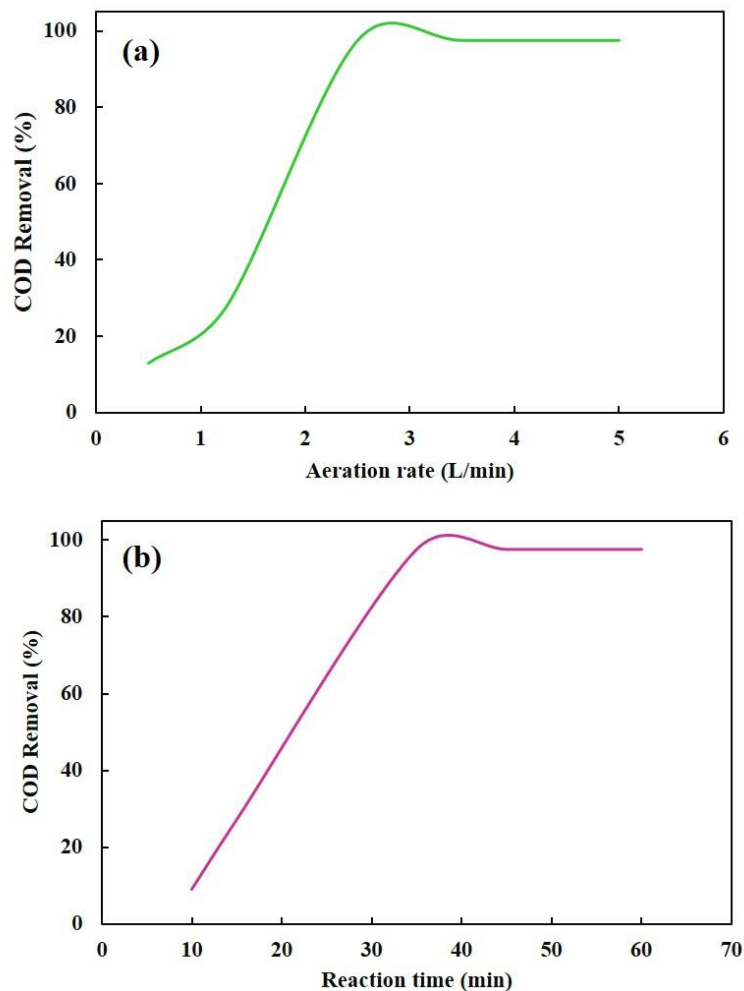 (a)
COD Removal (%)
100
80
60
40
20
0
0 1 2 3 4 5 6
Aeration rate (L/min)
(b)
COD Removal (%)
100
80
60
40
20
0
0 10 20 30 40 50 60 70
Reaction time (min)